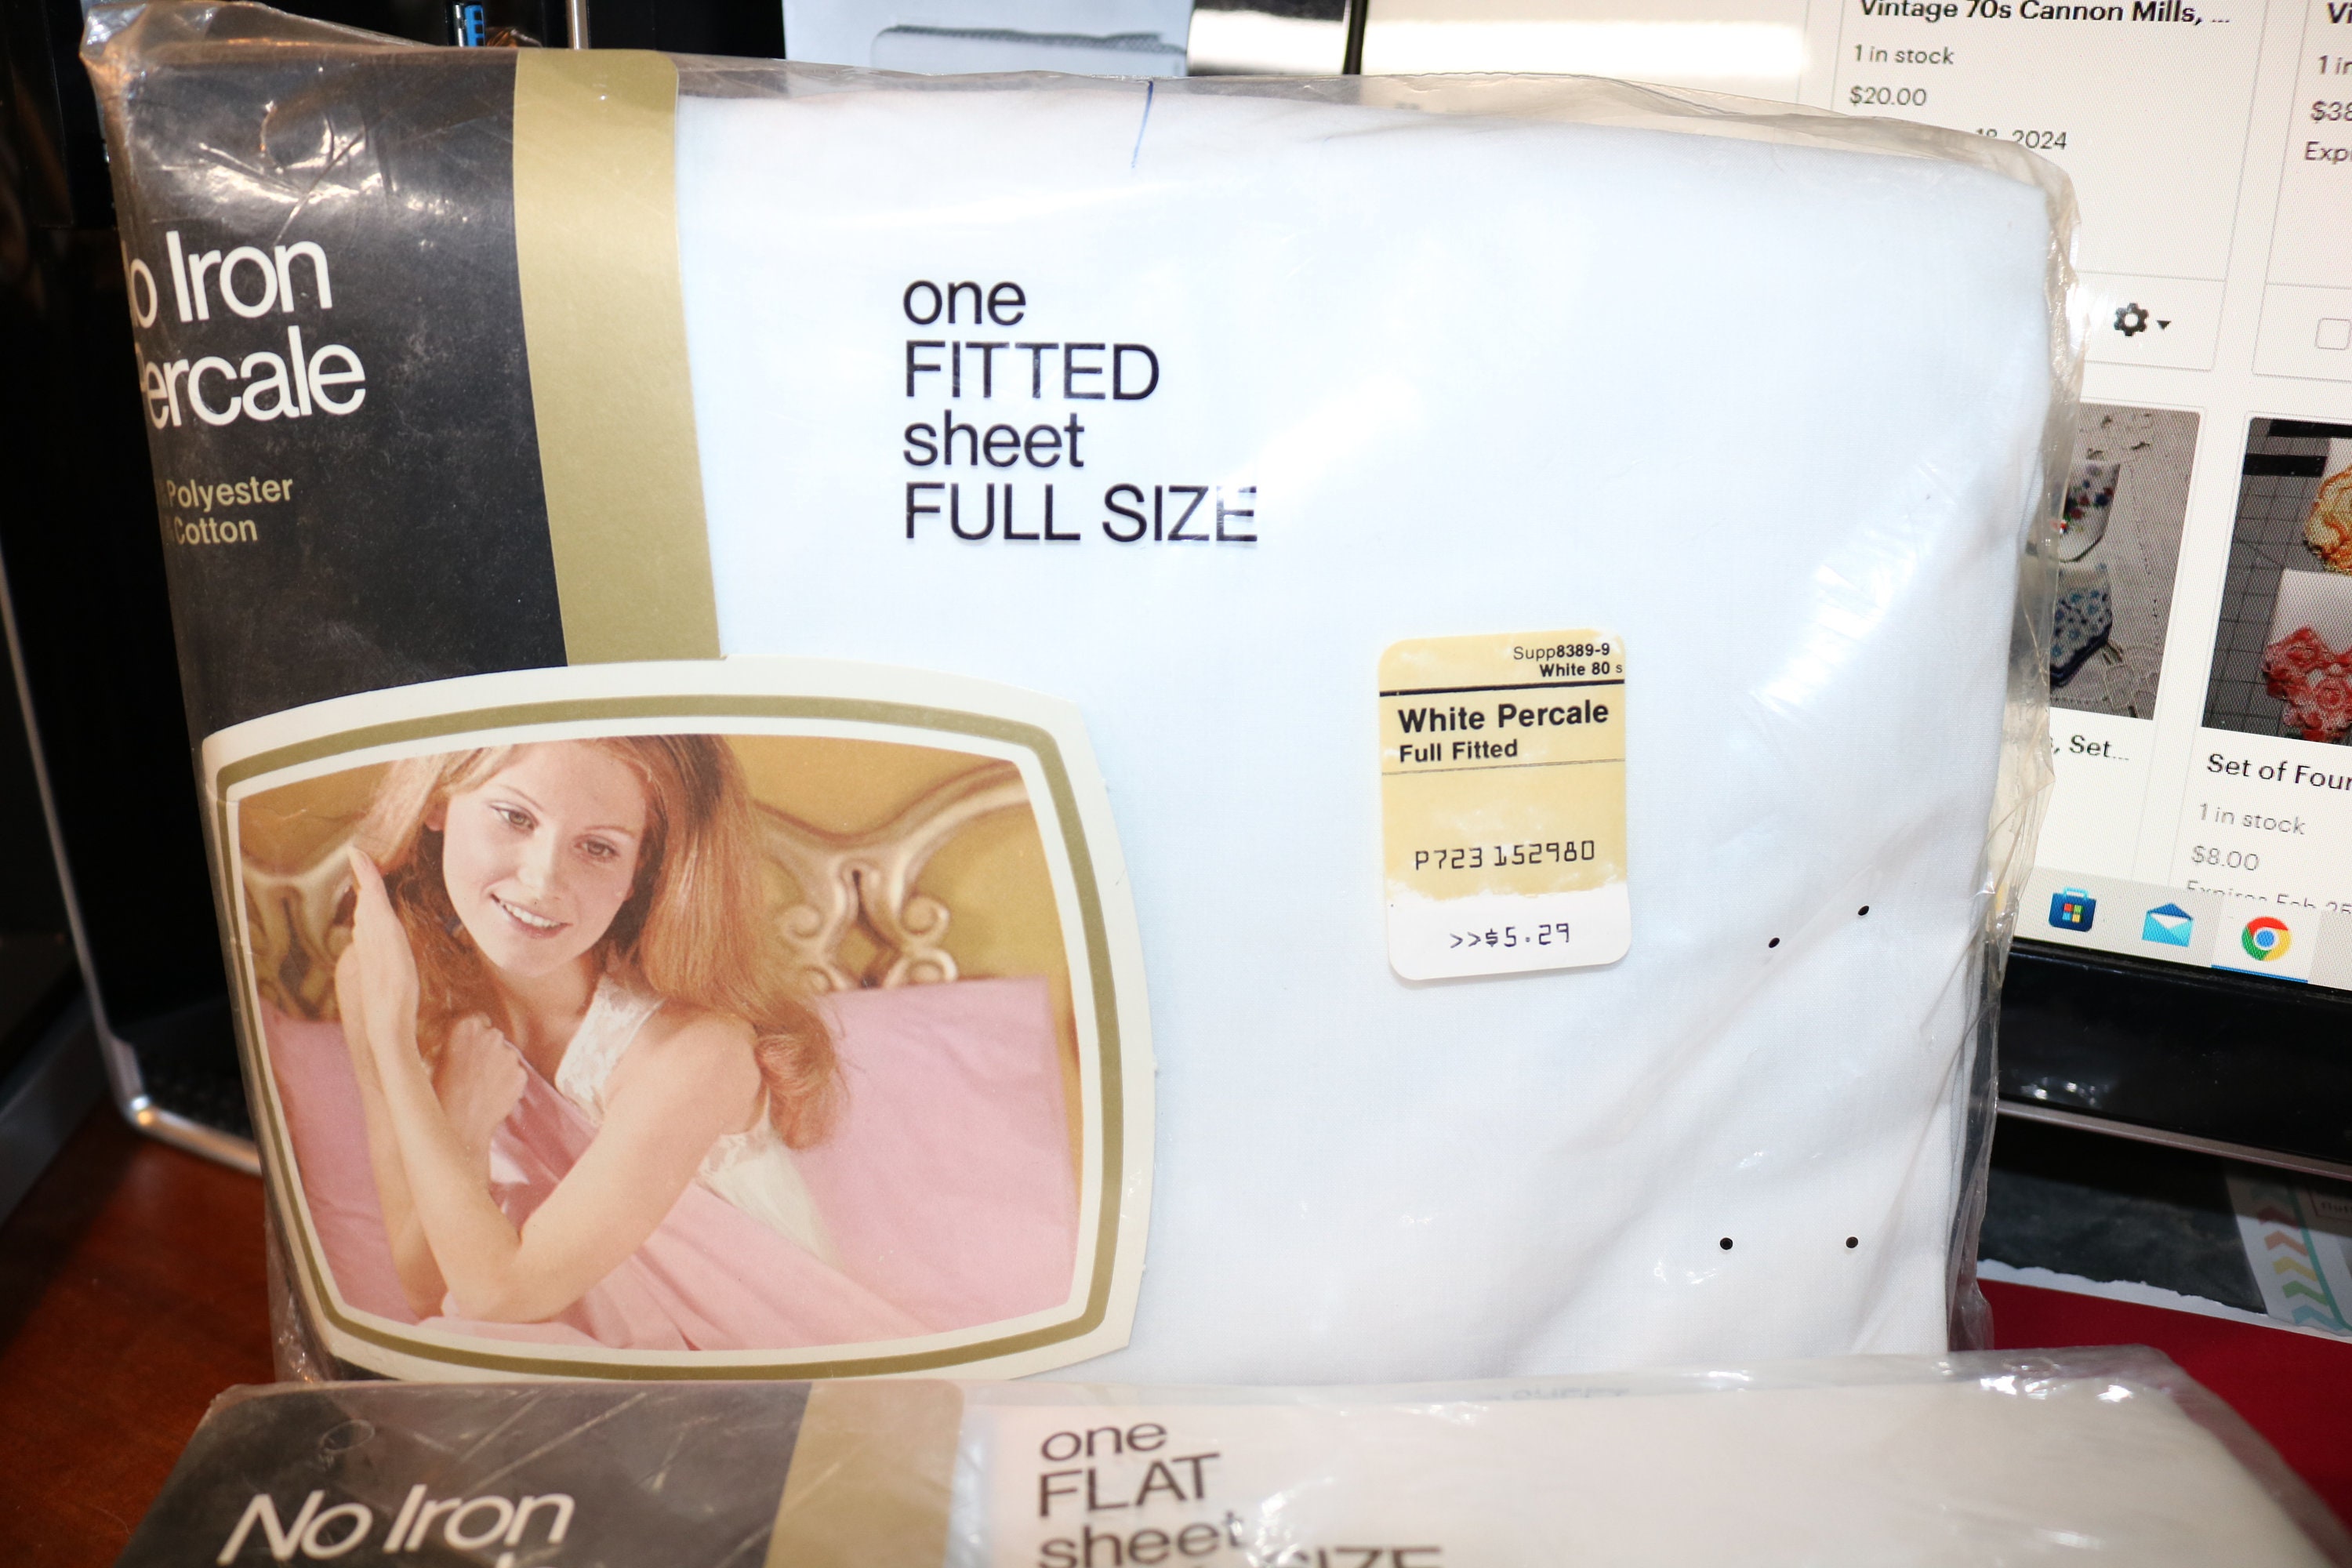 Vintage 70s Cannon Mills, ...
1 in stock
$20.00
2024
Iron
Polyester
Cotton
one
FITTED
sheet
FULL SIZE
Supp8389-9
White 80 s
White Percale
Full Fitted
P723 152980
>>$5.29
Set...
Set of Four
1 in stock
$8.00
No Iron
one
FLAT
sheet